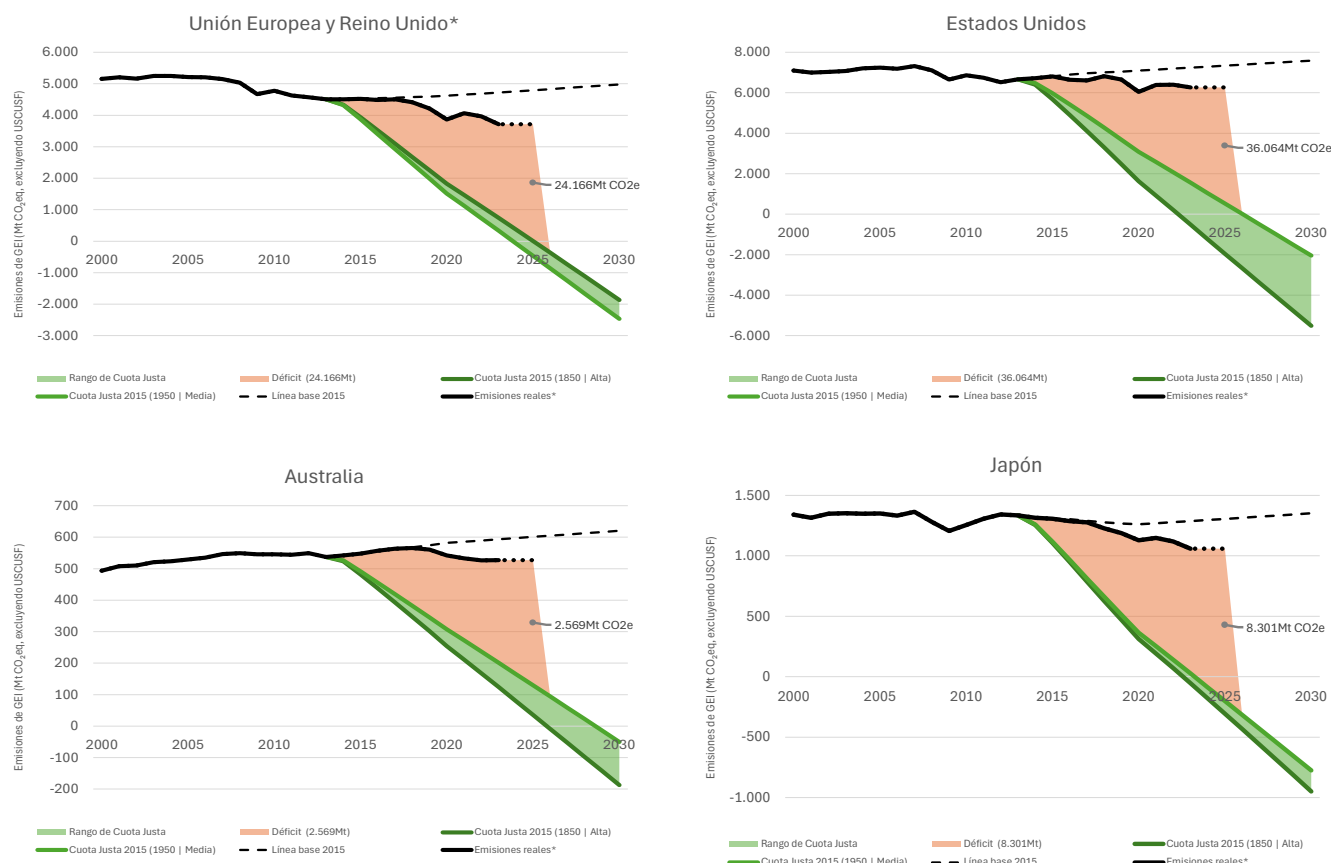 Unión Europea y Reino Unido*
Emisiones de GEI (Mt CO₂eq, excluyendo USCUSF)
6.000
5.000
4.000
3.000
2.000
1.000
0
-1.000
-2.000
-3.000
2000 2005 2010 2015 2020 2025 2030
24.166Mt CO2e
Rango de Cuota Justa Déficit (24.166Mt) Cuota Justa 2015 (1850 | Alta)
Cuota Justa 2015 (1950 | Media) Línea base 2015 Emisiones reales*
Estados Unidos
Emisiones de GEI (Mt CO₂eq, excluyendo USCUSF)
8.000
6.000
4.000
2.000
0
-2.000
-4.000
-6.000
2000 2005 2010 2015 2020 2025 2030
36.064Mt CO2e
Rango de Cuota Justa Déficit (36.064Mt) Cuota Justa 2015 (1850 | Alta)
Cuota Justa 2015 (1950 | Media) Línea base 2015 Emisiones reales*
Australia
Emisiones de GEI (Mt CO₂eq, excluyendo USCUSF)
700
600
500
400
300
200
100
0
-100
-200
2000 2005 2010 2015 2020 2025 2030
2.569Mt CO2e
Rango de Cuota Justa Déficit (2.569Mt) Cuota Justa 2015 (1850 | Alta)
Cuota Justa 2015 (1950 | Media) Línea base 2015 Emisiones reales*
Japón
Emisiones de GEI (Mt CO₂eq, excluyendo USCUSF)
1.500
1.000
500
0
-500
-1.000
2000 2005 2010 2015 2020 2025 2030
8.301Mt CO2e
Rango de Cuota Justa Déficit (8.301Mt) Cuota Justa 2015 (1850 | Alta)
Cuota Justa 2015 (1950 | Media) Línea base 2015 Emisiones reales*